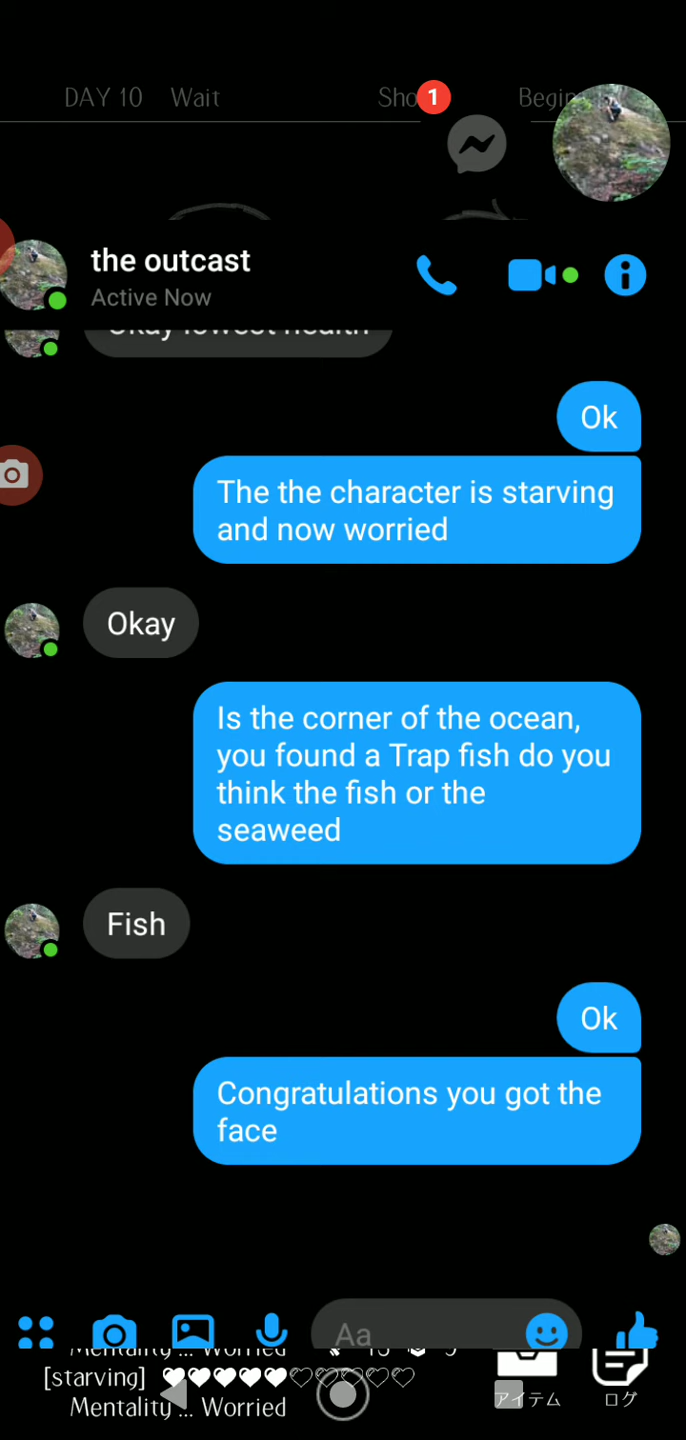 DAY 10 Wait
1
the outcast
Active Now
Okay lowest health
Ok
The the character is starving
and now worried
Okay
Is the corner of the ocean,
you found a Trap fish do you
think the fish or the
seaweed
Fish
Ok
Congratulations you got the
face
Aa
Mentality ... Worried
[starving]
Mentality ... Worried
アイテム
ログ